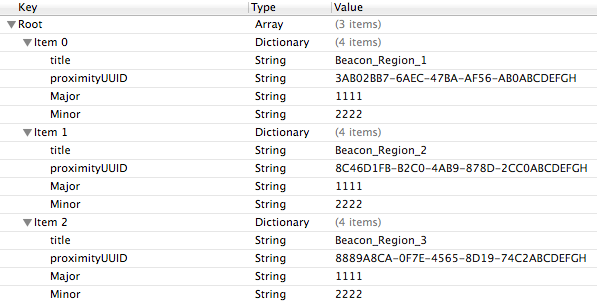 Key Type Value
Root Array (3 items)
Item 0 Dictionary (4 items)
title String Beacon_Region_1
proximityUUID String 3AB02BB7-6AEC-47BA-AF56-AB0ABCDEFGH
Major String 1111
Minor String 2222
Item 1 Dictionary (4 items)
title String Beacon_Region_2
proximityUUID String 8C46D1FB-B2C0-4AB9-878D-2CC0ABCDEFGH
Major String 1111
Minor String 2222
Item 2 Dictionary (4 items)
title String Beacon_Region_3
proximityUUID String 8889A8CA-0F7E-4565-8D19-74C2ABCDEFGH
Major String 1111
Minor String 2222